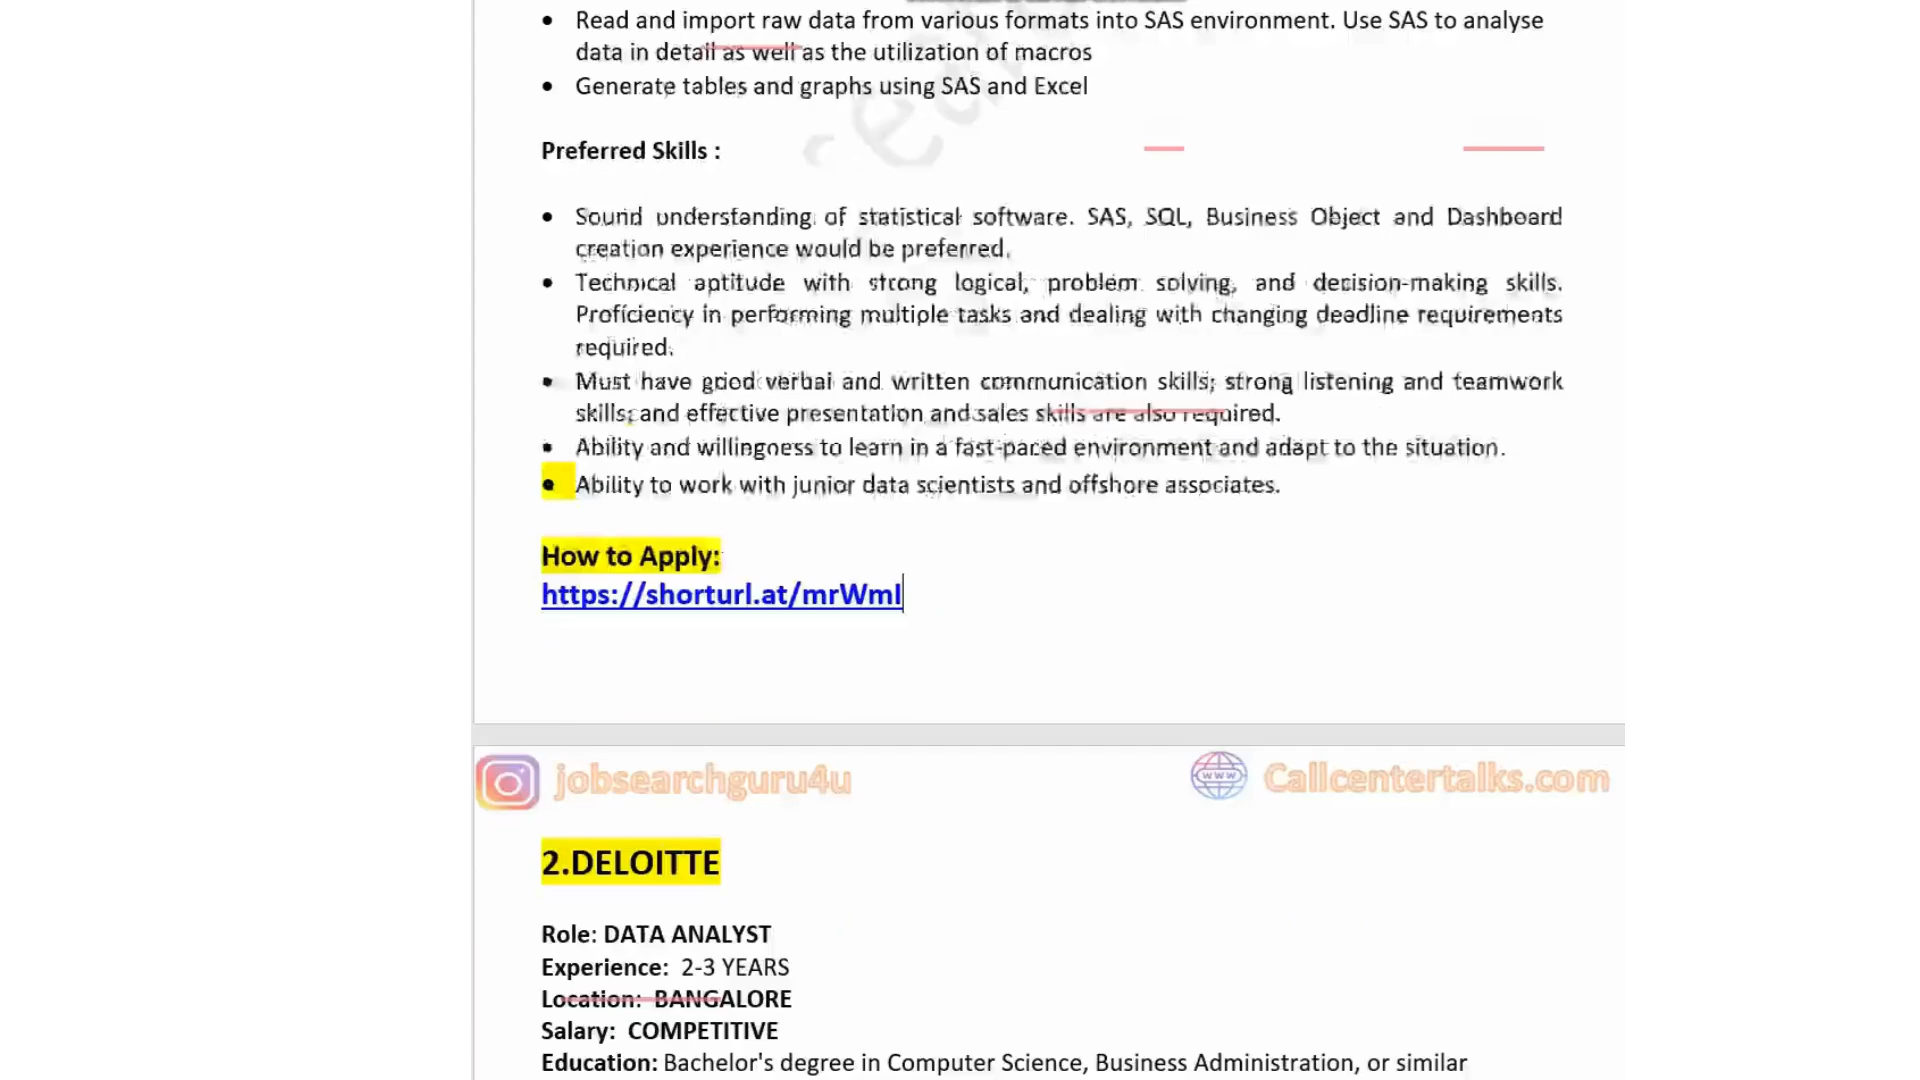 • Read and import raw data from various formats into SAS environment. Use SAS to analyse
data in detail as well as the utilization of macros
• Generate tables and graphs using SAS and Excel
Preferred Skills :
• Sound understanding of statistical software. SAS, SQL, Business Object and Dashboard
creation experience would be preferred.
• Technical aptitude with strong logical, problem solving, and decision-making skills.
Proficiency in performing multiple tasks and dealing with changing deadline requirements
required.
• Must have good verbal and written communication skills; strong listening and teamwork
skills; and effective presentation and sales skills are also required.
• Ability and willingness to learn in a fast-paced environment and adapt to the situation.
• Ability to work with junior data scientists and offshore associates.
How to Apply:
https://shorturl.at/mrWmI
jobsearchguru4u
www Callcentertalks.com
2.DELOITTE
Role: DATA ANALYST
Experience: 2-3 YEARS
Location: BANGALORE
Salary: COMPETITIVE
Education: Bachelor's degree in Computer Science, Business Administration, or similar